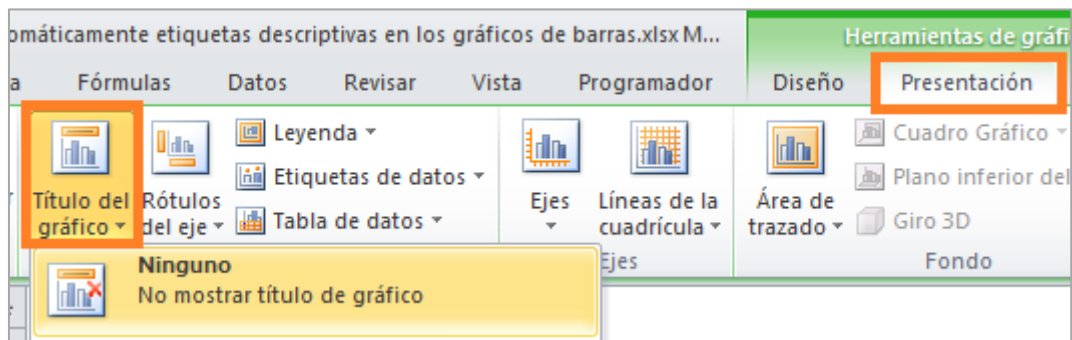 omáticamente etiquetas descriptivas en los gráficos de barras.xlsx M...
Herramientas de gráfi
a Fórmulas Datos Revisar Vista Programador Diseño Presentación
Título del gráfico
Rótulos del eje
Leyenda
Etiquetas de datos
Tabla de datos
Ejes
Líneas de la cuadrícula
Área de trazado
Cuadro Gráfico
Plano inferior del
Giro 3D
Ejes
Fondo
Ninguno
No mostrar título de gráfico